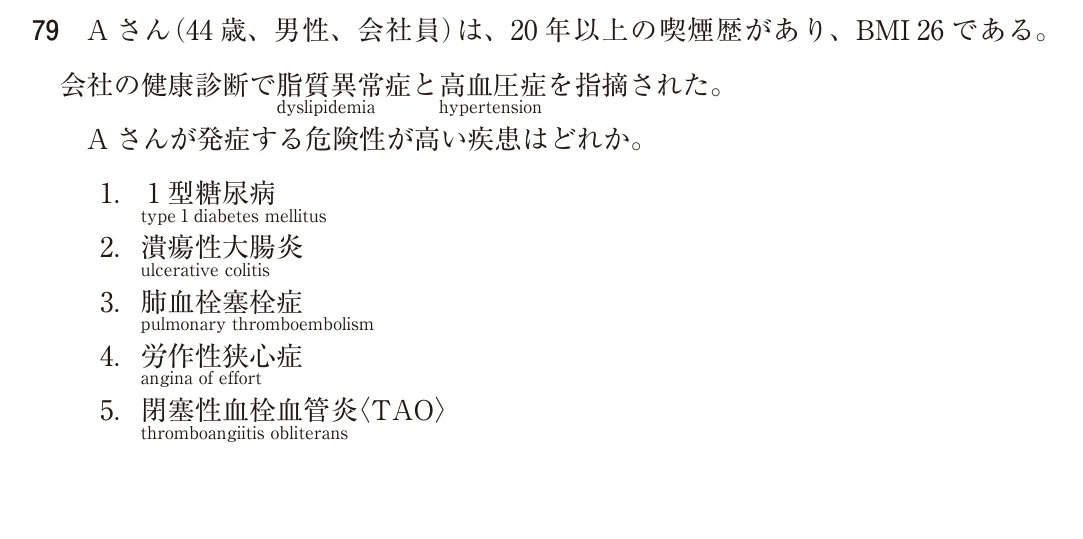 79 Aさん(44歳、男性、会社員)は、20年以上の喫煙歴があり、BMI 26である。
会社の健康診断で脂質異常症と高血圧症を指摘された。
dyslipidemia hypertension
Aさんが発症する危険性が高い疾患はどれか。
1. 1型糖尿病
type 1 diabetes mellitus
2. 潰瘍性大腸炎
ulcerative colitis
3. 肺血栓塞栓症
pulmonary thromboembolism
4. 労作性狭心症
angina of effort
5. 閉塞性血栓血管炎〈TAO〉
thromboangiitis obliterans